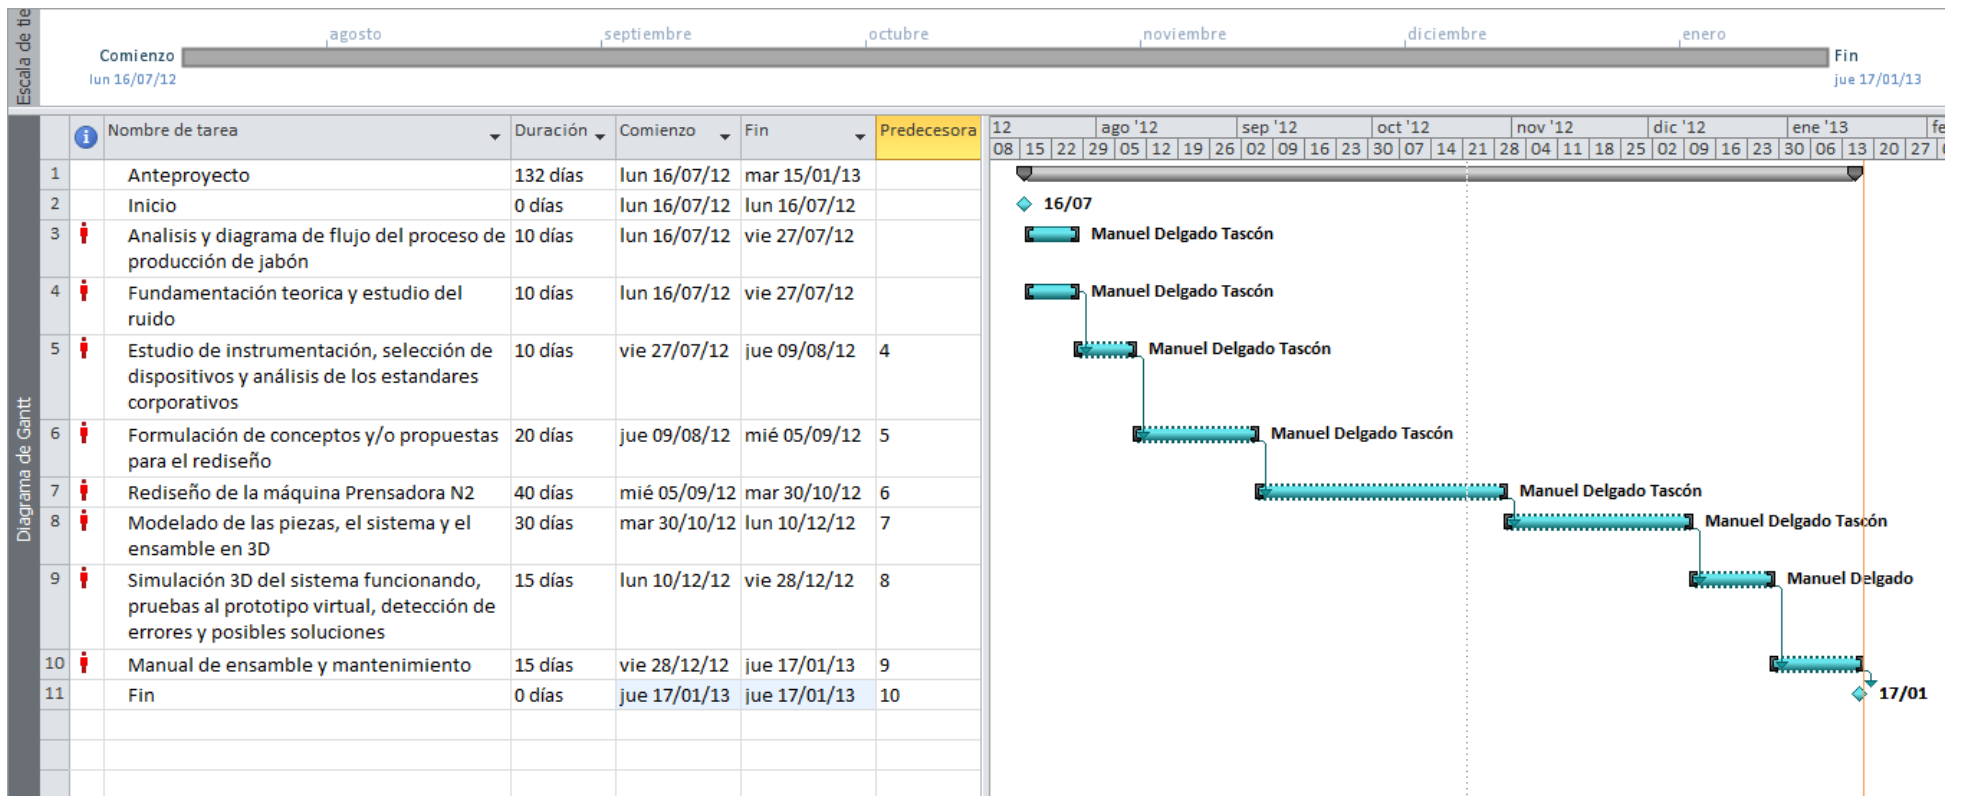 Escala de tie
agosto septiembre octubre noviembre diciembre enero
Comienzo Fin
lun 16/07/12 jue 17/01/13
Diagrama de Gantt
Nombre de tarea Duración Comienzo Fin Predecesora
12 ago '12 sep '12 oct '12 nov '12 dic '12 ene '13 fe
08 15 22 29 05 12 19 26 02 09 16 23 30 07 14 21 28 04 11 18 25 02 09 16 23 30 06 13 20 27
1 Anteproyecto 132 días lun 16/07/12 mar 15/01/13
2 Inicio 0 días lun 16/07/12 lun 16/07/12 16/07
3 Analisis y diagrama de flujo del proceso de 10 días lun 16/07/12 vie 27/07/12 Manuel Delgado Tascón
producción de jabón
4 Fundamentación teorica y estudio del 10 días lun 16/07/12 vie 27/07/12 Manuel Delgado Tascón
ruido
5 Estudio de instrumentación, selección de 10 días vie 27/07/12 jue 09/08/12 4 Manuel Delgado Tascón
dispositivos y análisis de los estandares
corporativos
6 Formulación de conceptos y/o propuestas 20 días jue 09/08/12 mié 05/09/12 5 Manuel Delgado Tascón
para el rediseño
7 Rediseño de la máquina Prensadora N2 40 días mié 05/09/12 mar 30/10/12 6 Manuel Delgado Tascón
8 Modelado de las piezas, el sistema y el 30 días mar 30/10/12 lun 10/12/12 7 Manuel Delgado Tascón
ensamble en 3D
9 Simulación 3D del sistema funcionando, 15 días lun 10/12/12 vie 28/12/12 8 Manuel Delgado
pruebas al prototipo virtual, detección de
errores y posibles soluciones
10 Manual de ensamble y mantenimiento 15 días vie 28/12/12 jue 17/01/13 9
11 Fin 0 días jue 17/01/13 jue 17/01/13 10 17/01